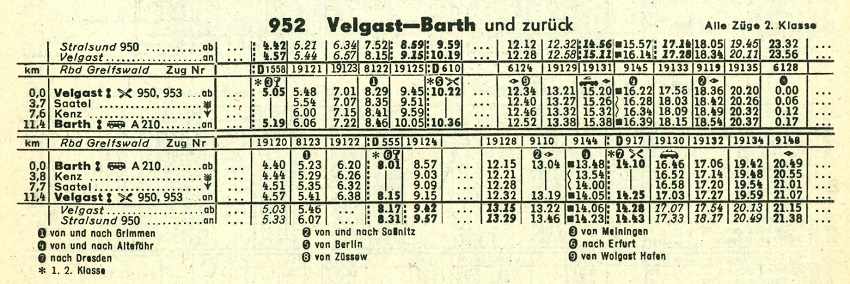 952 Velgast—Barth und zurück Alle Züge 2. Klasse
Stralsund 950 ab ... 4.42 5.21 6.34 7.52 8.59 9.59 ... 12.12 12.32 14.56 ■15.57 17.14 18.05 19.45 23.32
Velgast an ... 4.57 5.44 6.57 8.15 9.15 10.19 ... 12.28 12.58 15.11 ■16.14 17.28 18.34 20.11 23.56
km Rbd Greifswald Zug Nr D 1558 19121 19123 8122 19125 D 610 6124 19129 19131 9145 19133 9119 19135 6128
0,0 Velgast 950, 953 ab ... 5.05 5.48 7.01 8.29 9.45 10.22 ... 12.34 13.21 15.20 ■16.22 17.56 18.36 20.20 0.00 ...
3,7 Saatel ... 5.54 7.07 8.35 9.51 ... 12.40 13.27 15.26 16.28 18.03 18.42 20.26 0.06 ...
7,6 Kenz ... 6.00 7.15 8.41 9.59 ... 12.46 13.32 15.32 16.34 18.09 18.49 20.32 0.12 ...
11,4 Barth A 210 an ... 5.19 6.06 7.22 8.46 10.05 10.36 ... 12.52 13.38 15.38 ■16.39 18.15 18.54 20.37 0.17 ...
km Rbd Greifswald Zug Nr 19120 8123 19122 D 555 19124 19128 9110 9144 D 917 19130 19132 19134 9148
0,0 Barth A 210 ab ... 4.40 5.23 6.20 8.01 8.57 ... 12.15 13.04 ■13.48 14.10 16.46 17.06 19.42 20.49 ...
3,8 Kenz ... 4.44 5.29 6.26 9.03 ... 12.21 13.54 16.52 17.14 19.48 20.55 ...
7,7 Saatel ... 4.51 5.35 6.32 9.09 ... 12.28 14.00 16.58 17.20 19.54 21.01 ...
11,4 Velgast 950, 953 an ... 4.57 5.41 6.38 8.15 9.15 ... 12.32 13.19 ■14.05 14.25 17.03 17.27 19.59 21.07 ...
Velgast ab ... 5.03 5.46 ... 8.17 9.42 ... 13.15 13.22 14.06 14.28 17.07 17.54 20.13 21.15 ...
Stralsund 950 an ... 5.33 6.07 ... 8.31 9.57 ... 13.29 13.46 ■14.23 14.43 17.33 18.17 20.49 21.38 ...
❶ von und nach Grimmen ❷ von und nach Saßnitz ❸ von Meiningen
❹ von und nach Altefähr ❺ von Berlin ❻ nach Erfurt
❼ nach Dresden ❽ von Züssow ❾ von Wolgast Hafen
* 1. 2. Klasse